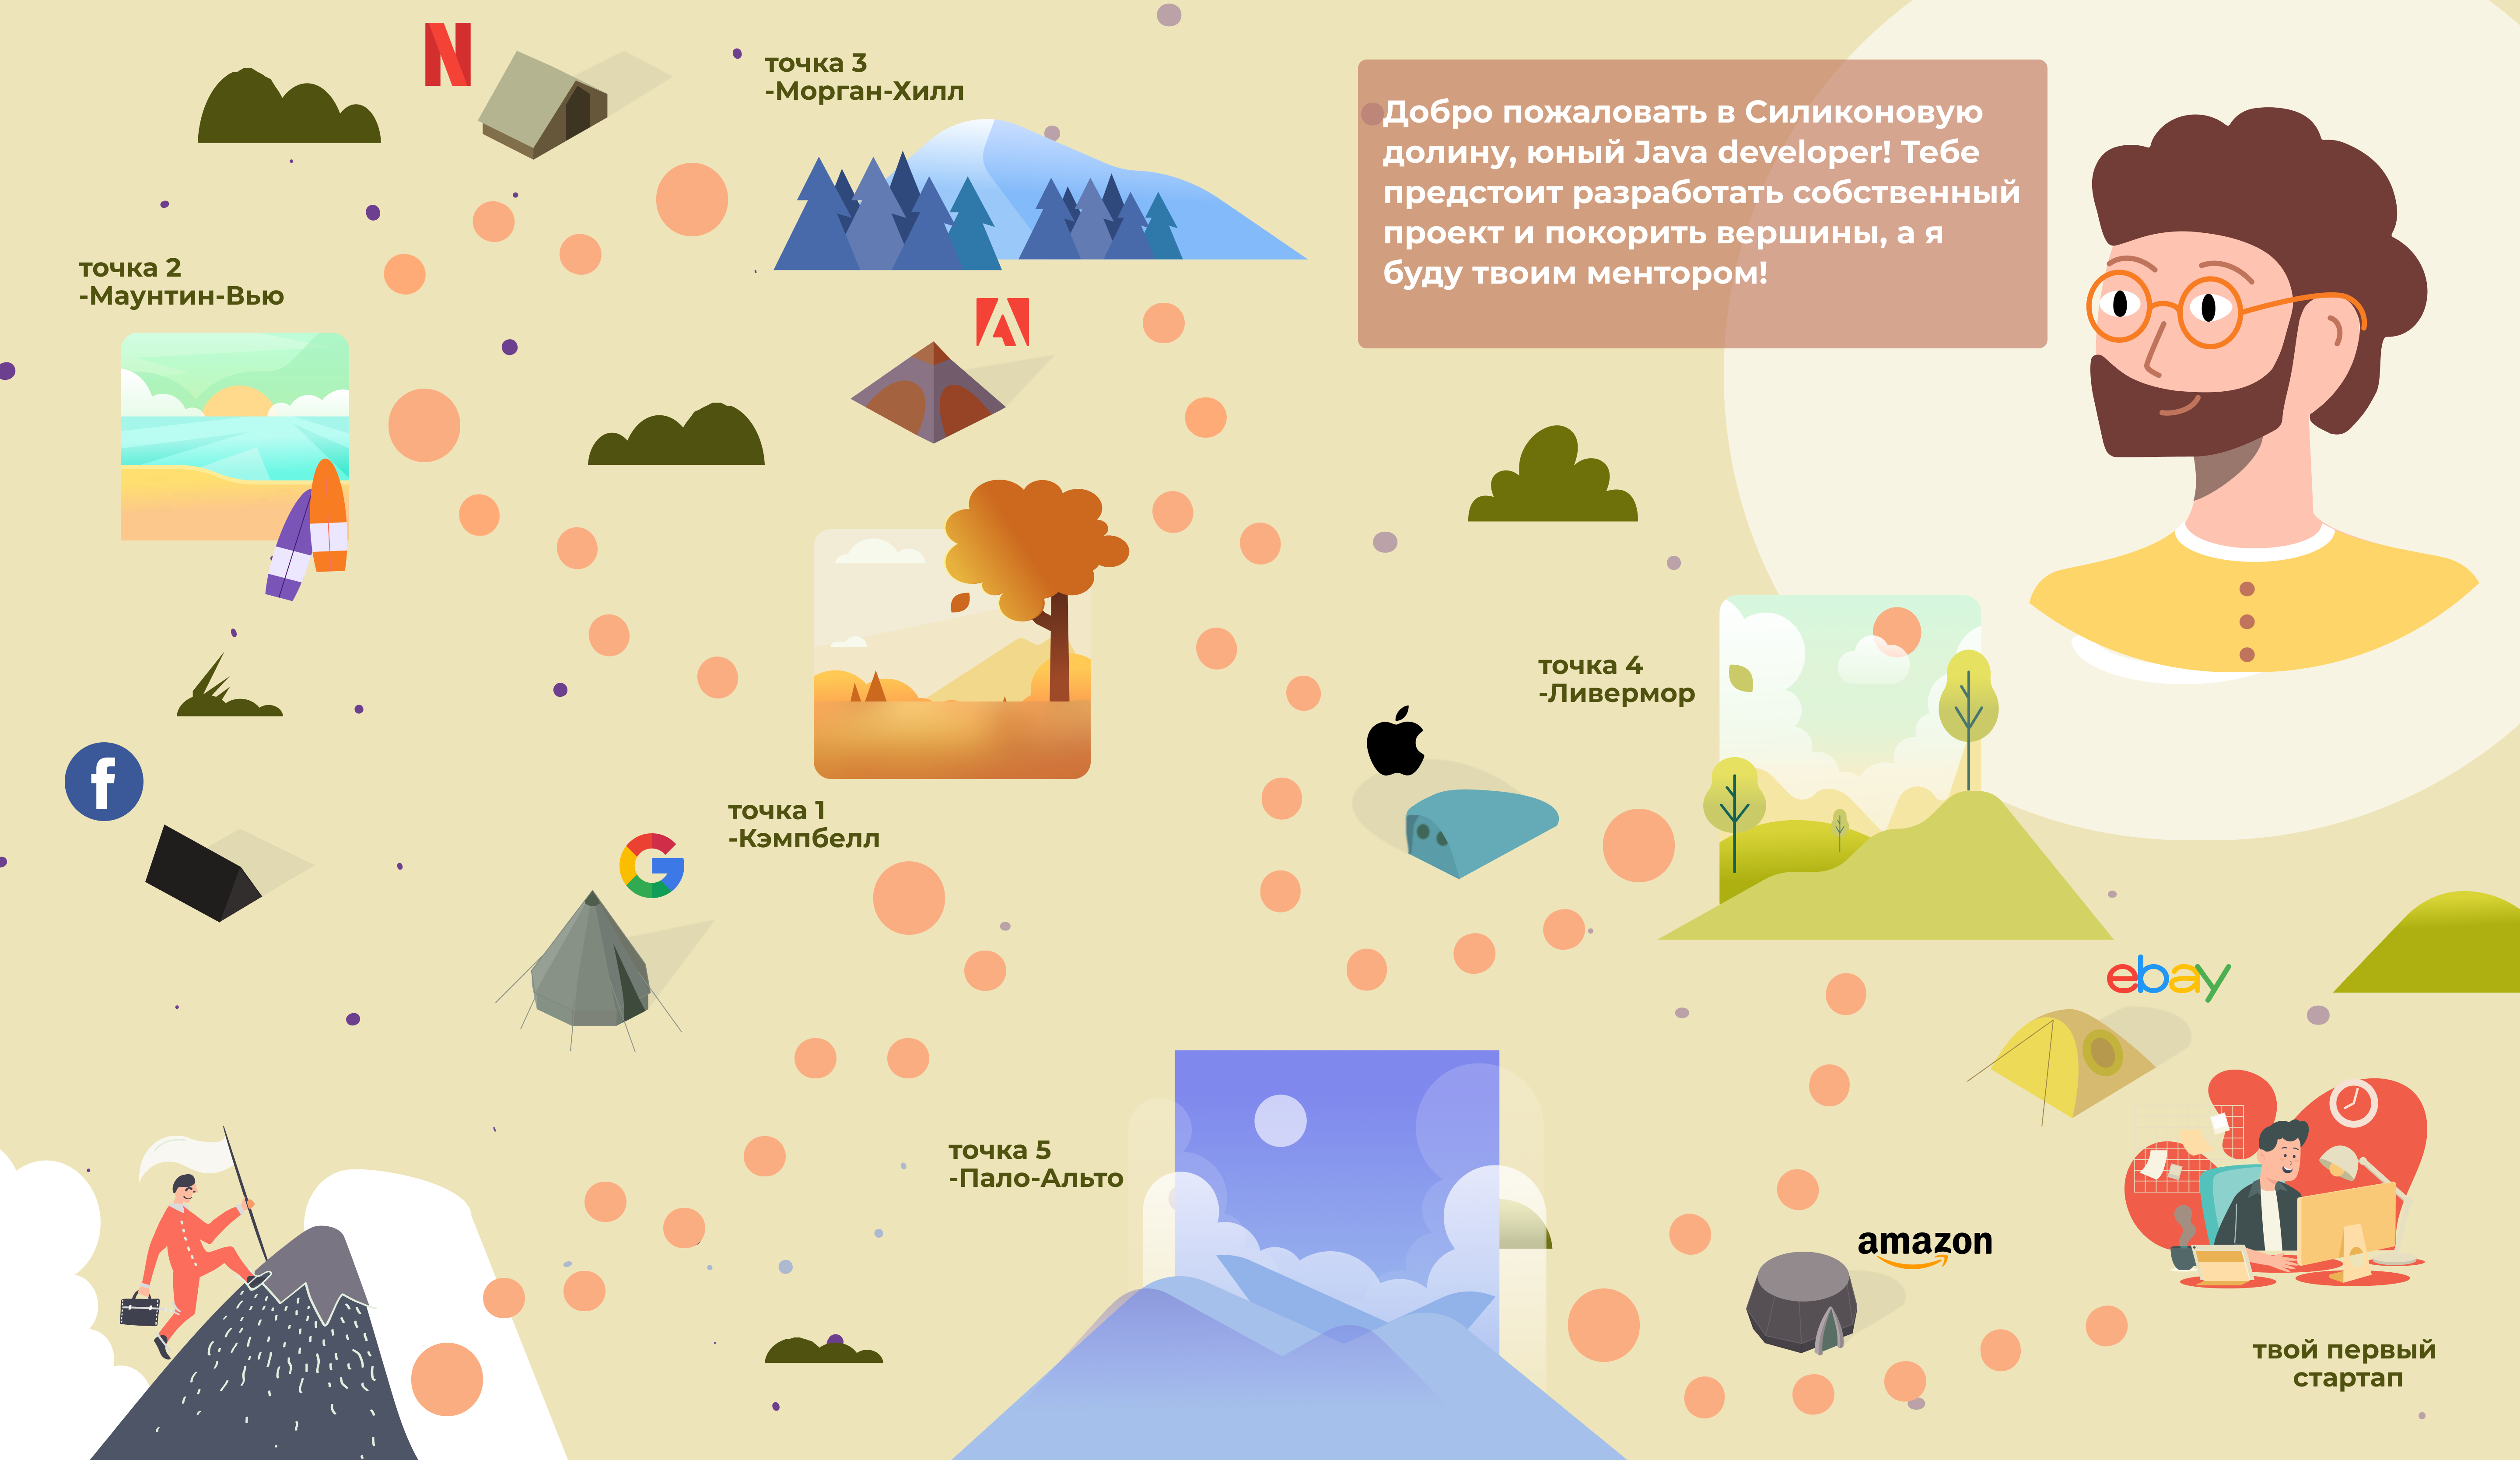 точка 3
-Морган-Хилл
Добро пожаловать в Силиконовую
долину, юный Java developer! Тебе
предстоит разработать собственный
проект и покорить вершины, а я
буду твоим ментором!
точка 2
-Маунтин-Вью
точка 4
-Ливермор
точка 1
-Кэмпбелл
ebay
точка 5
-Пало-Альто
amazon
твой первый
стартап